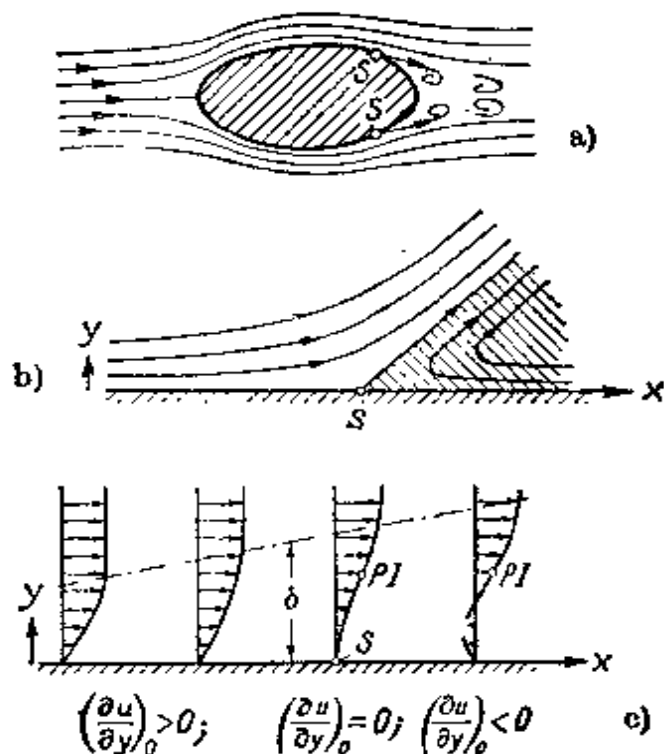 S
S
a)
y
b)
x
S
PI
PI
δ
y
S
x
(∂u/∂y)₀>0; (∂u/∂y)₀=0; (∂u/∂y)₀<0
c)